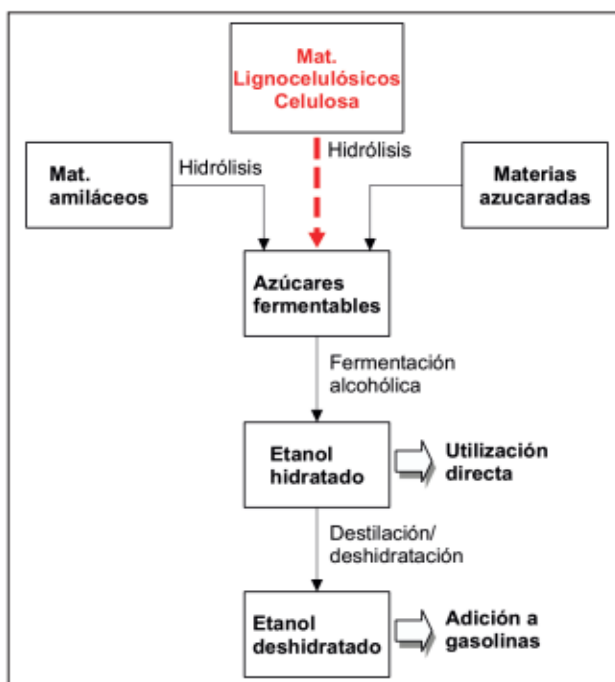 Mat.
Lignocelulósicos
Celulosa
Hidrólisis
Hidrólisis
Mat.
amiláceos
Materias
azucaradas
Azúcares
fermentables
Fermentación
alcohólica
Etanol
hidratado
Utilización
directa
Destilación/
deshidratación
Etanol
deshidratado
Adición a
gasolinas